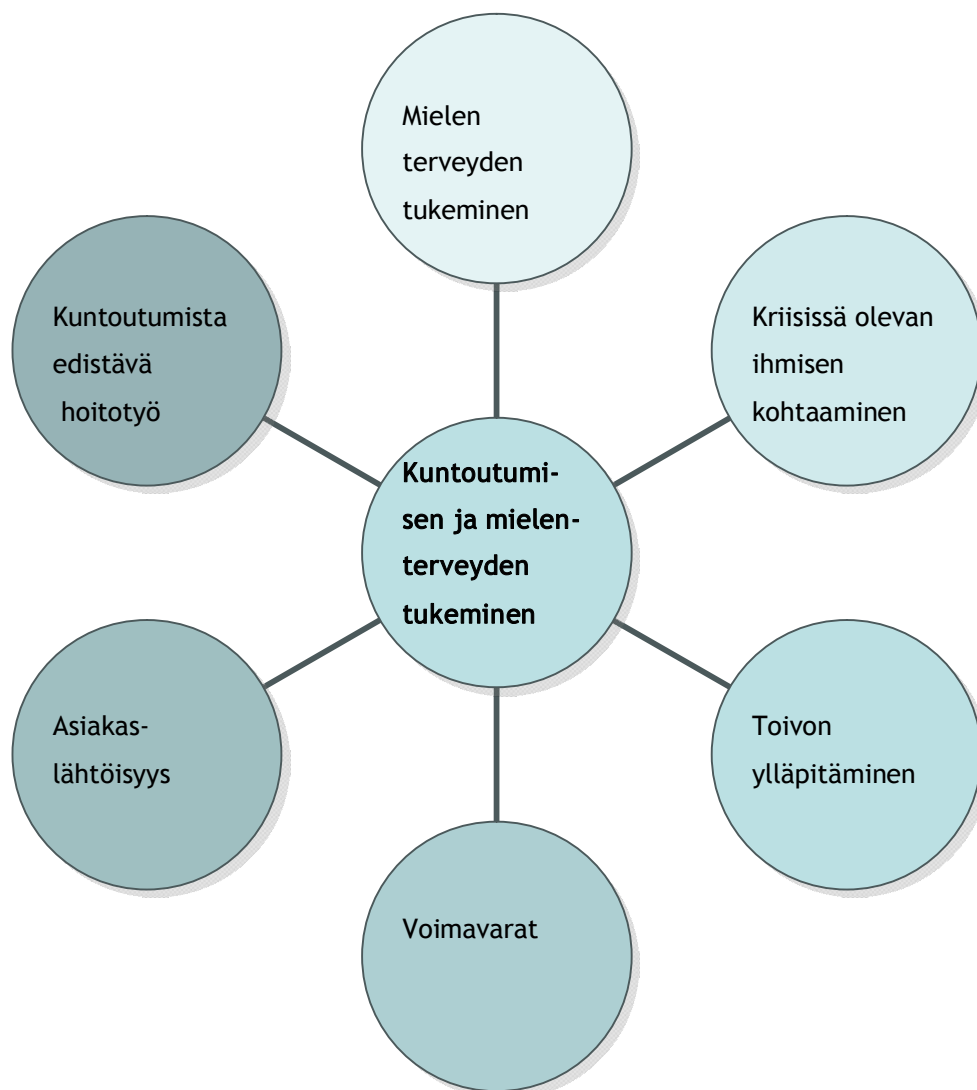 Mielen
terveyden
tukeminen
Kriisissä olevan
ihmisen
kohtaaminen
Toivon
ylläpitäminen
Voimavarat
Asiakas-
lähtöisyys
Kuntoutumista
edistävä
hoitotyö
Kuntoutumi-
sen ja mielen-
terveyden
tukeminen